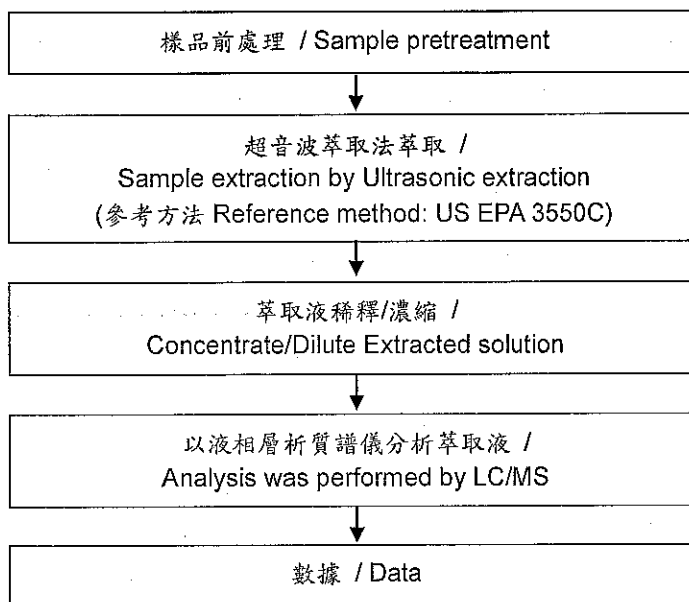 樣品前處理 / Sample pretreatment
超音波萃取法萃取 /
Sample extraction by Ultrasonic extraction
(參考方法 Reference method: US EPA 3550C)
萃取液稀釋/濃縮 /
Concentrate/Dilute Extracted solution
以液相層析質譜儀分析萃取液 /
Analysis was performed by LC/MS
數據 / Data